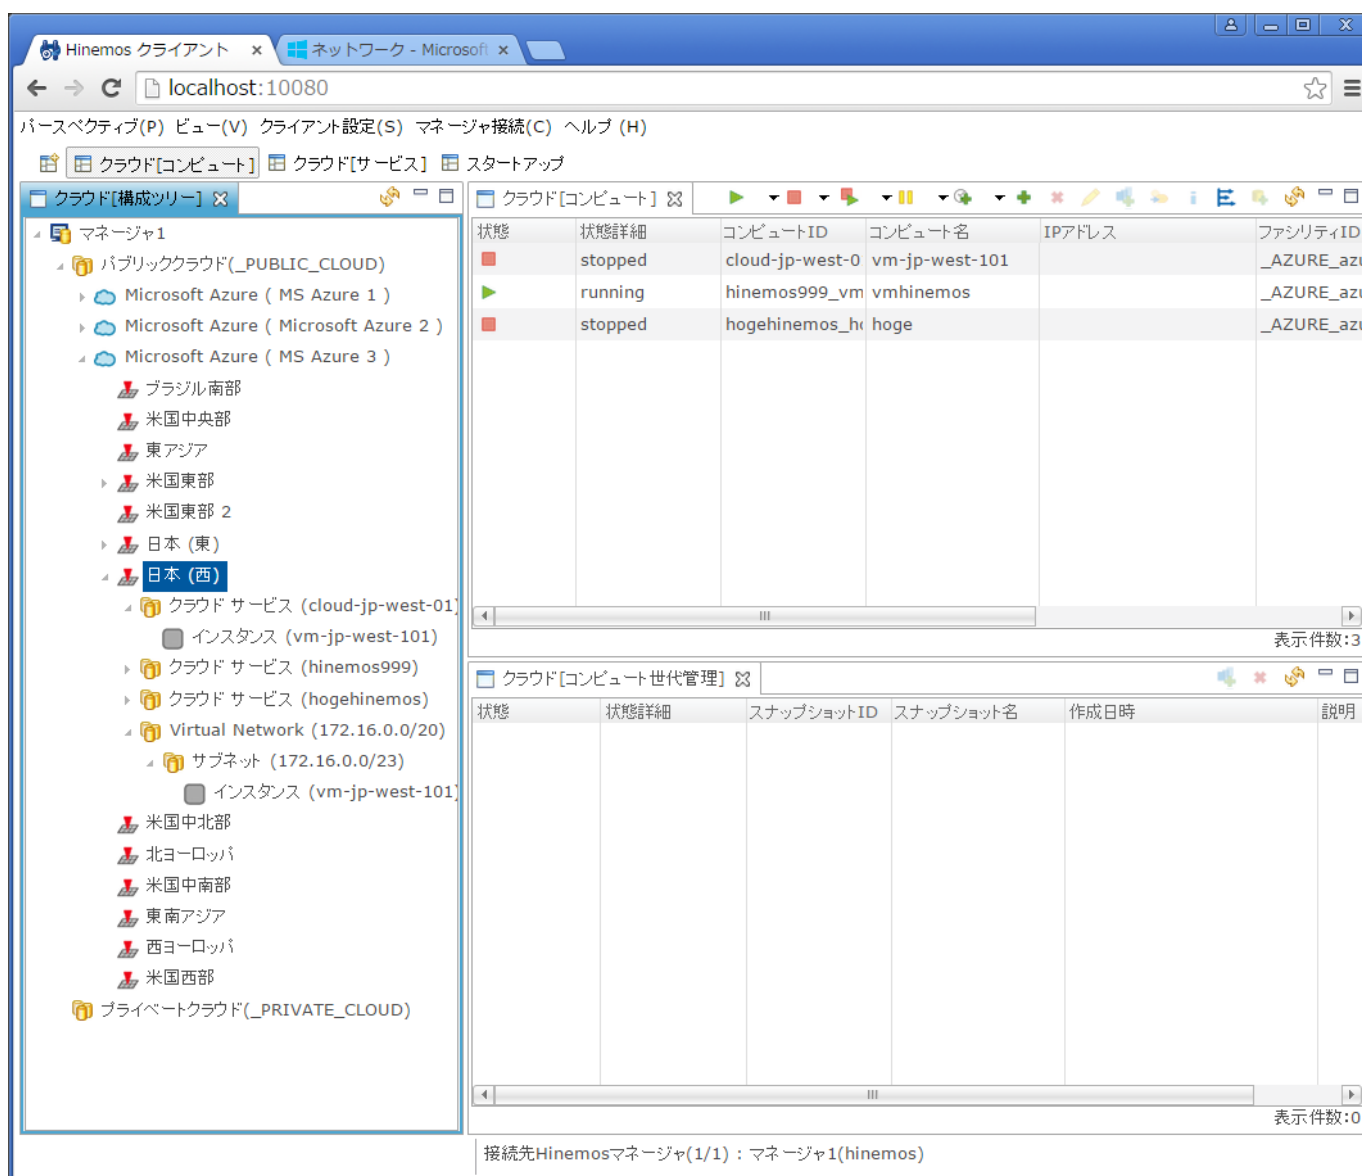 Hinemos クライアント
ネットワーク - Microsoft
localhost:10080
パースペクティブ(P) ビュー(V) クライアント設定(S) マネージャ接続(C) ヘルプ (H)
クラウド[コンピュート] クラウド[サービス] スタートアップ
クラウド[構成ツリー]
マネージャ1
パブリッククラウド(_PUBLIC_CLOUD)
Microsoft Azure ( MS Azure 1 )
Microsoft Azure ( Microsoft Azure 2 )
Microsoft Azure ( MS Azure 3 )
ブラジル南部
米国中央部
東アジア
米国東部
米国東部 2
日本 (東)
日本 (西)
クラウド サービス (cloud-jp-west-01)
インスタンス (vm-jp-west-101)
クラウド サービス (hinemos999)
クラウド サービス (hogehinemos)
Virtual Network (172.16.0.0/20)
サブネット (172.16.0.0/23)
インスタンス (vm-jp-west-101)
米国中北部
北ヨーロッパ
米国中南部
東南アジア
西ヨーロッパ
米国西部
プライベートクラウド(_PRIVATE_CLOUD)
クラウド[コンピュート]
状態 状態詳細 コンピュートID コンピュート名 IPアドレス ファシリティID
stopped cloud-jp-west-0 vm-jp-west-101 _AZURE_azu
running hinemos999_vm vmhinemos _AZURE_azu
stopped hogehinemos_ho hoge _AZURE_azu
表示件数:3
クラウド[コンピュート世代管理]
状態 状態詳細 スナップショットID スナップショット名 作成日時 説明
表示件数:0
接続先Hinemosマネージャ(1/1) : マネージャ1(hinemos)